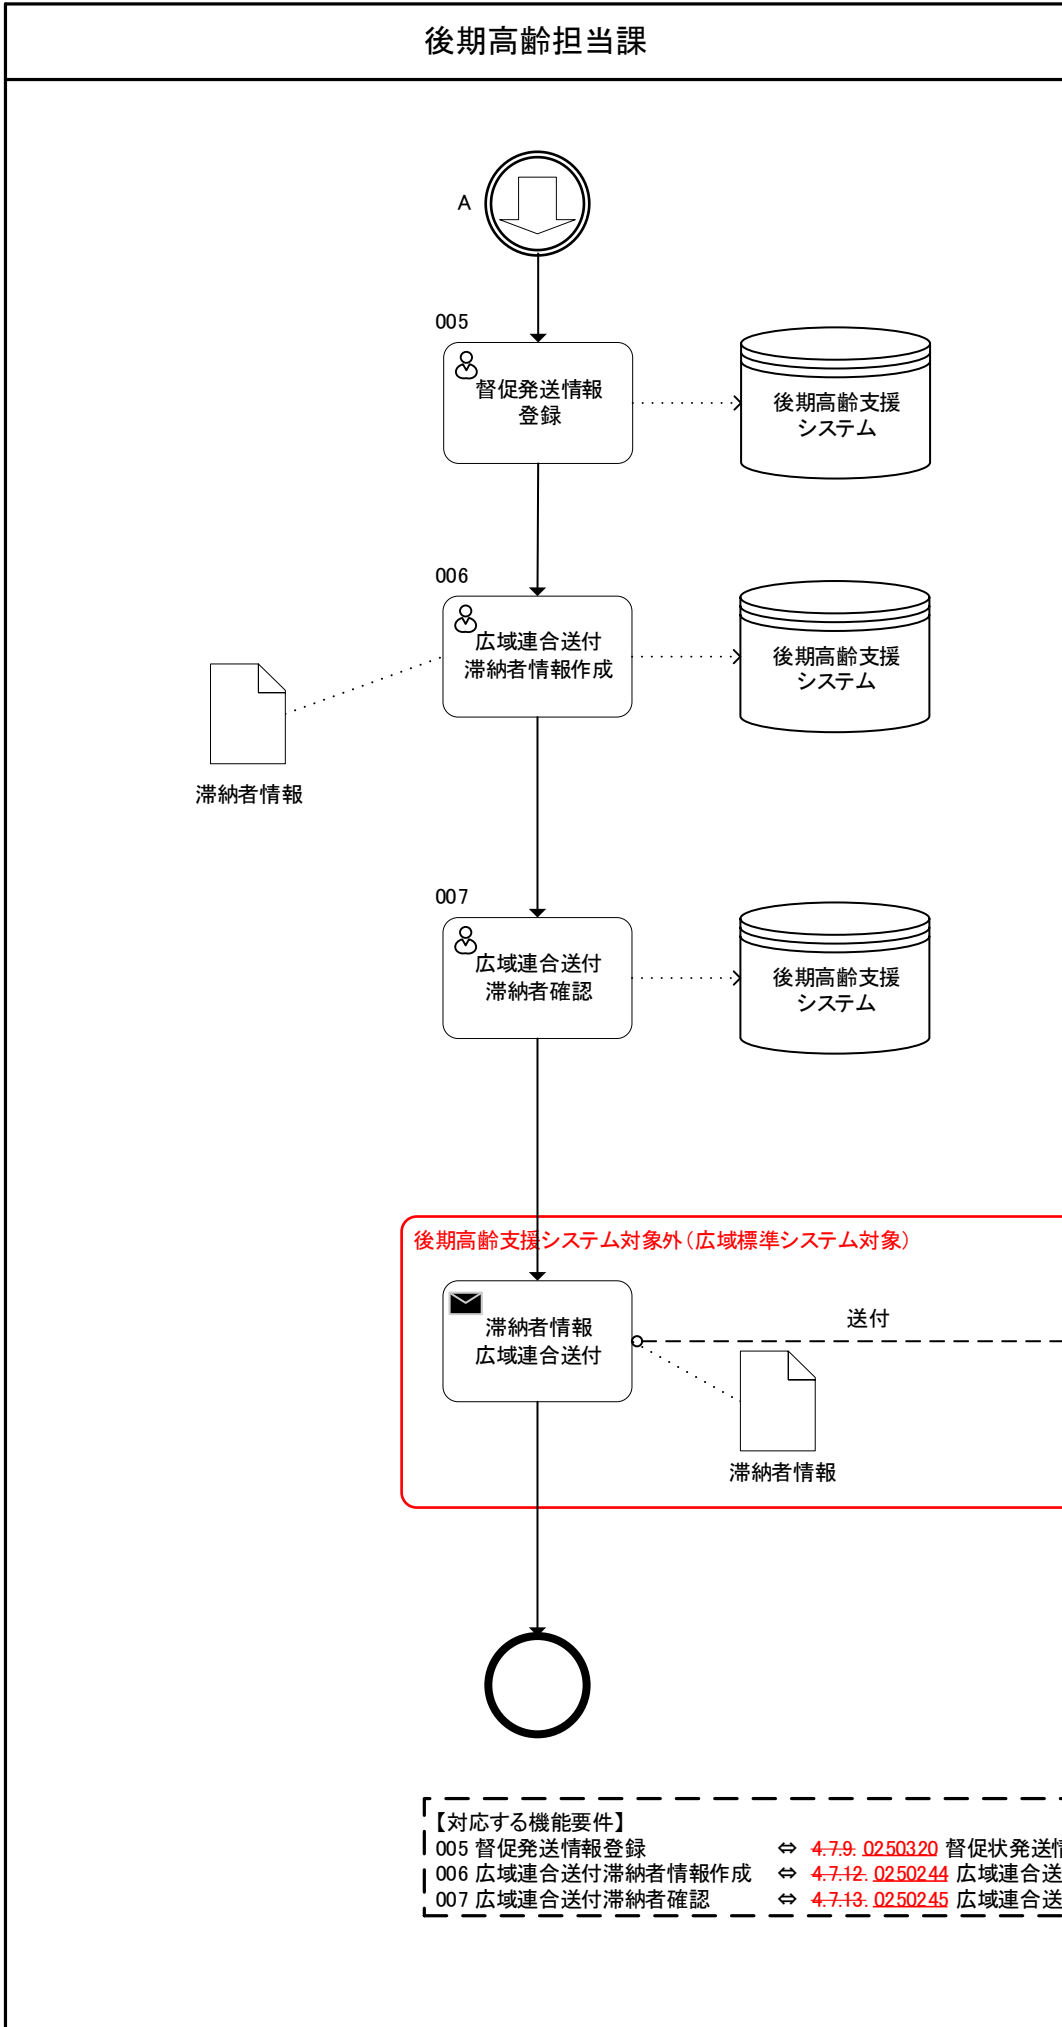 後期高齢担当課
A
005
督促発送情報
登録
後期高齢支援
システム
006
広域連合送付
滞納者情報作成
後期高齢支援
システム
滞納者情報
007
広域連合送付
滞納者確認
後期高齢支援
システム
後期高齢支援システム対象外（広域標準システム対象）
滞納者情報
広域連合送付
送付
滞納者情報
【対応する機能要件】
005 督促発送情報登録 ⇔ 4.7.9. 0250320 督促状発送情
006 広域連合送付滞納者情報作成 ⇔ 4.7.12. 0250244 広域連合送
007 広域連合送付滞納者確認 ⇔ 4.7.13. 0250245 広域連合送